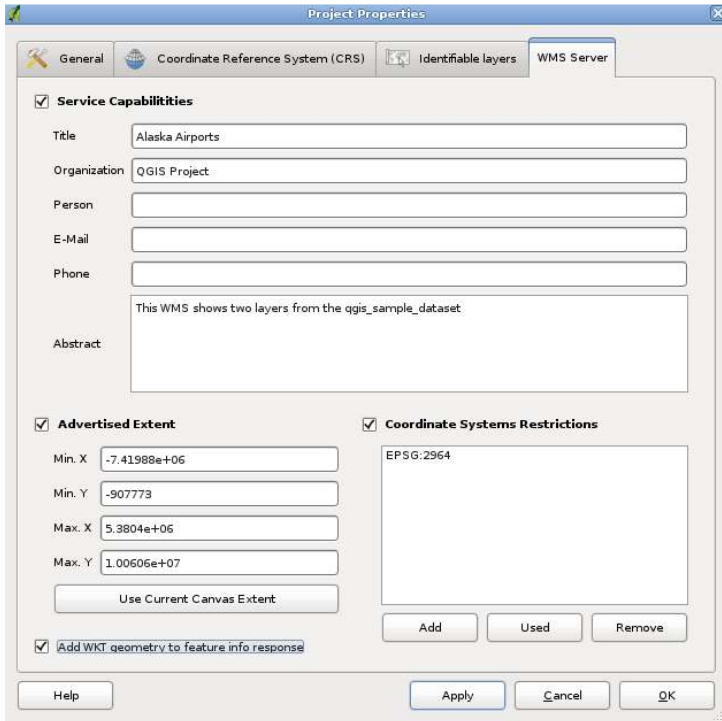 Project Properties
General
Coordinate Reference System (CRS)
Identifiable layers
WMS Server
Service Capabilitities
Title
Alaska Airports
Organization
QGIS Project
Person
E-Mail
Phone
Abstract
This WMS shows two layers from the qgis_sample_dataset
Advertised Extent
Min. X
-7.41988e+06
Min. Y
-907773
Max. X
5.3804e+06
Max. Y
1.00606e+07
Use Current Canvas Extent
Coordinate Systems Restrictions
EPSG:2964
Add
Used
Remove
Add WKT geometry to feature info response
Help
Apply
Cancel
OK